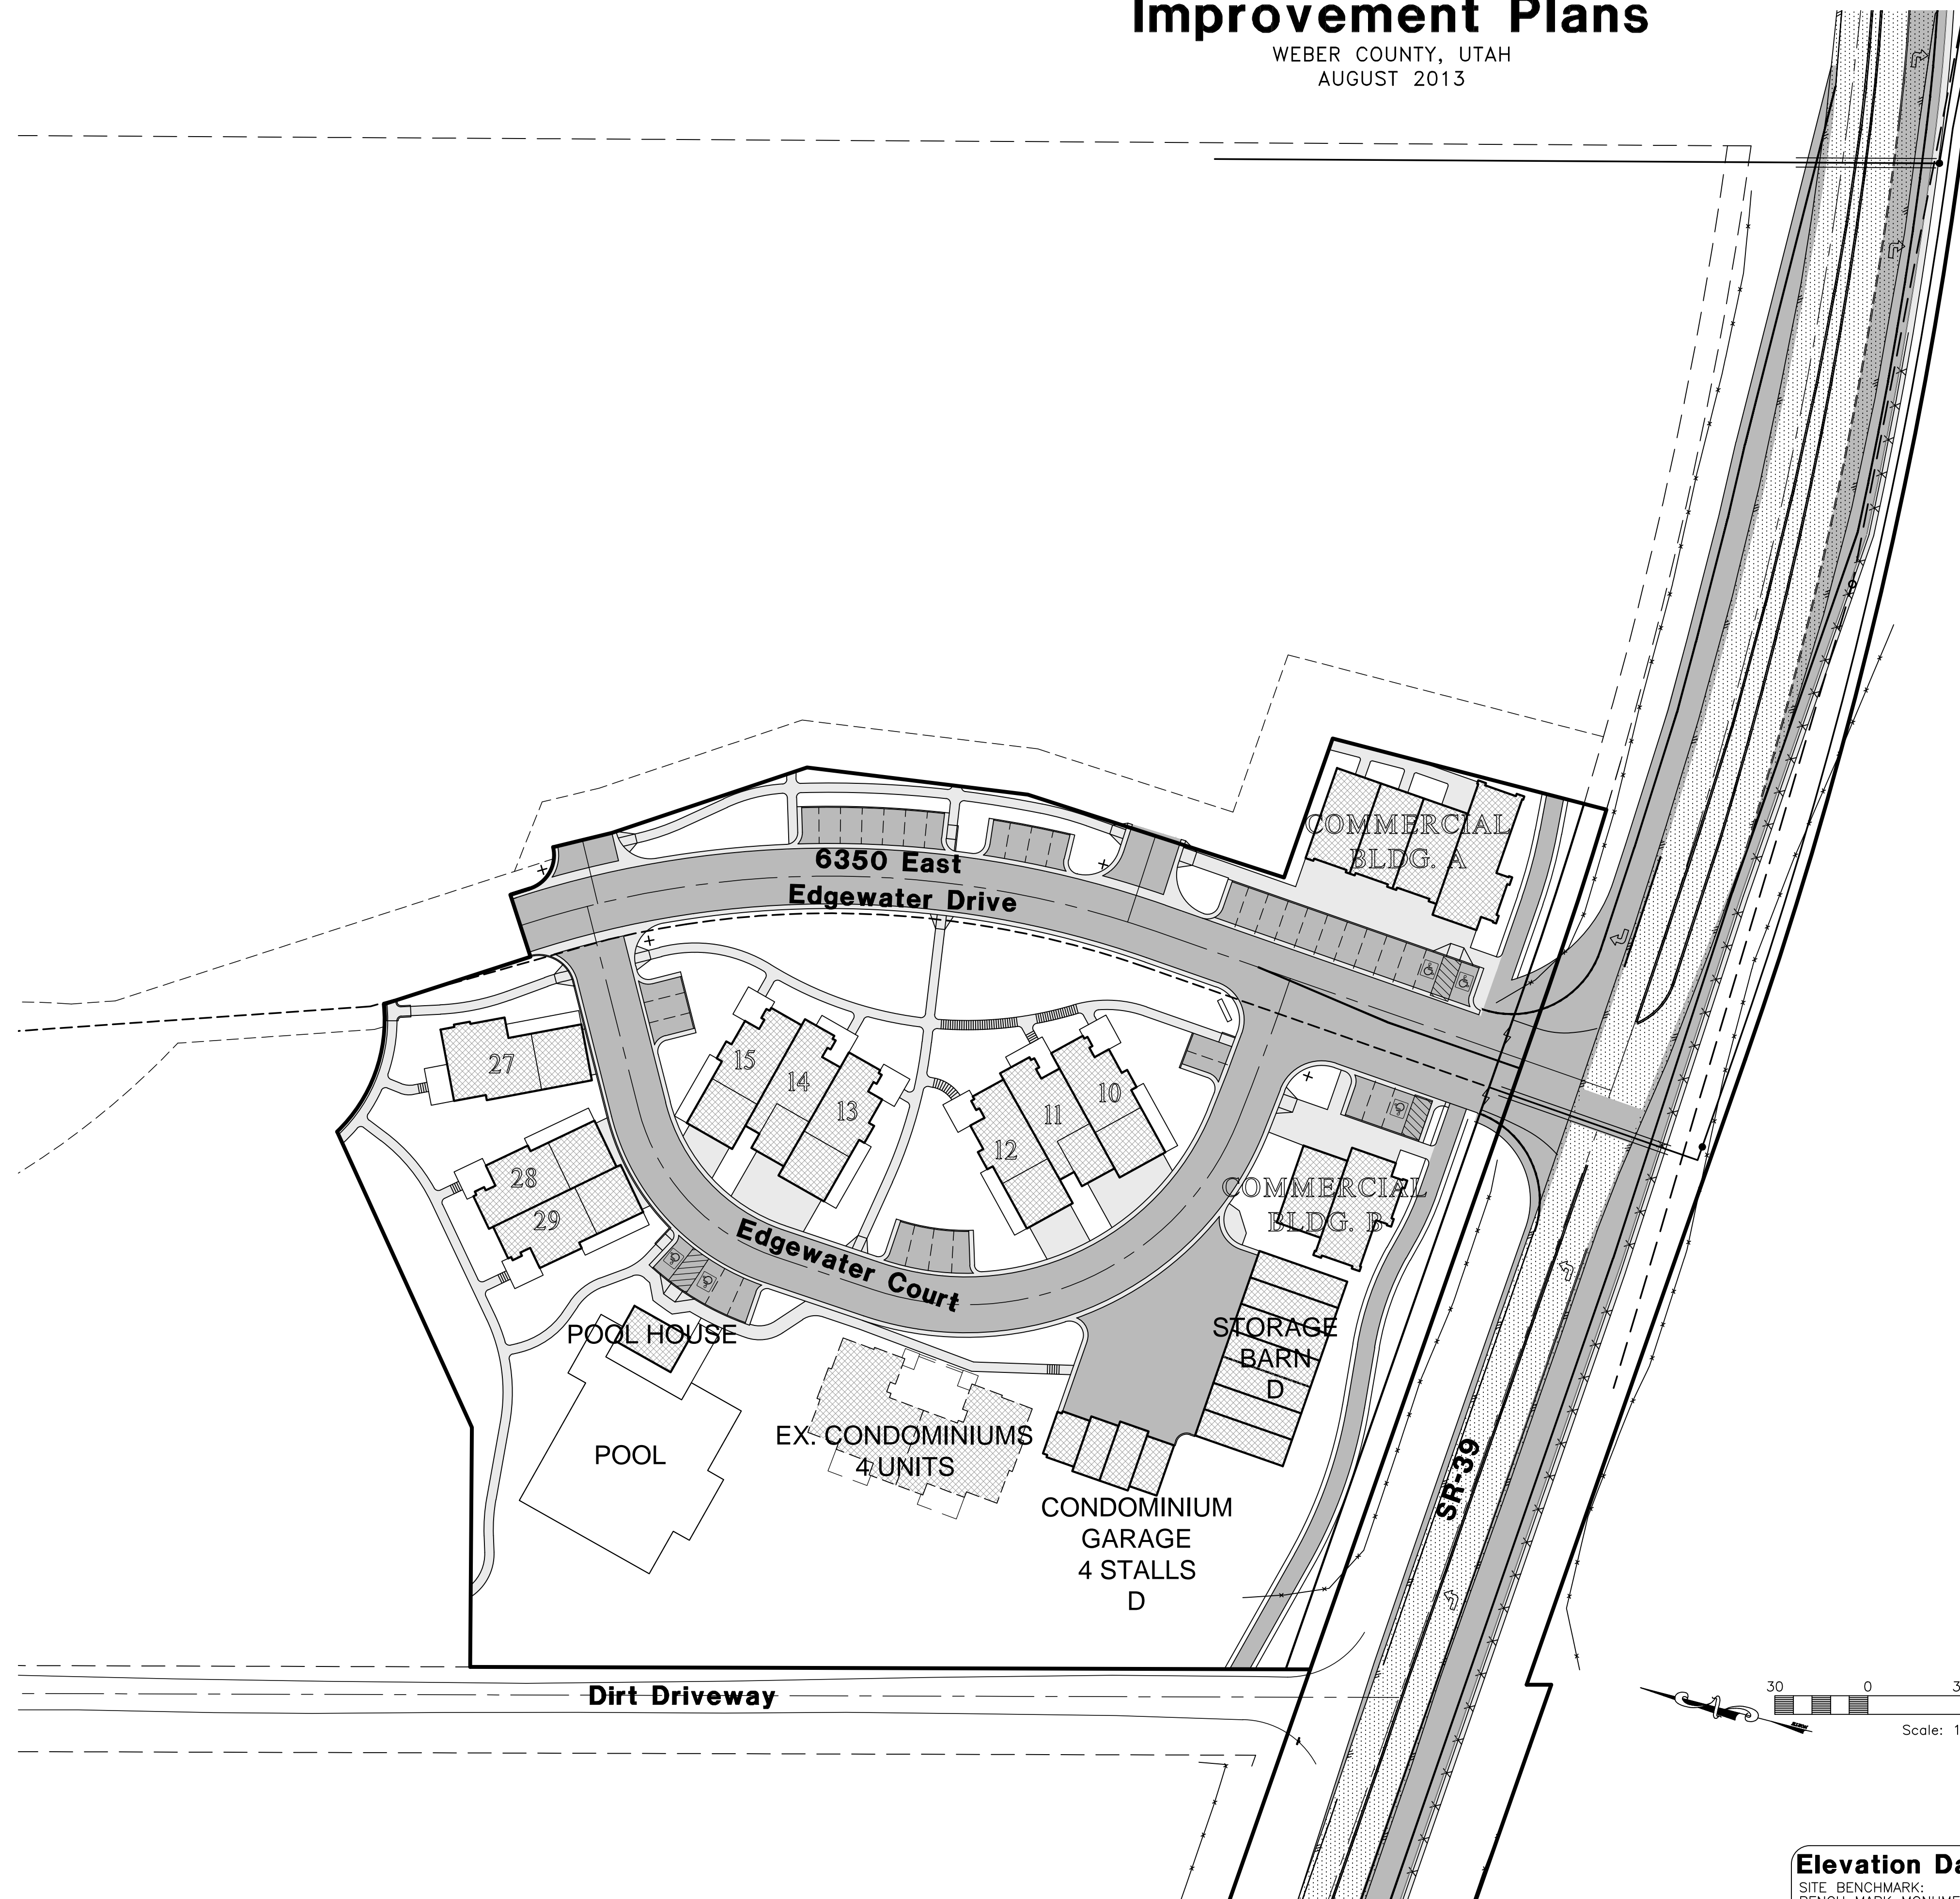 Improvement Plans
WEBER COUNTY, UTAH
AUGUST 2013
COMMERCIAL
BLDG. A
6350 East
Edgewater Drive
27
15
14
13
10
11
12
28
29
COMMERCIAL
BLDG. B
Edgewater Court
POOL HOUSE
STORAGE
BARN
D
POOL
EX. CONDOMINIUMS
4 UNITS
CONDOMINIUM
GARAGE
4 STALLS
D
SR-39
Dirt Driveway
30 0 3
Scale: 1
Elevation Da
SITE BENCHMARK: